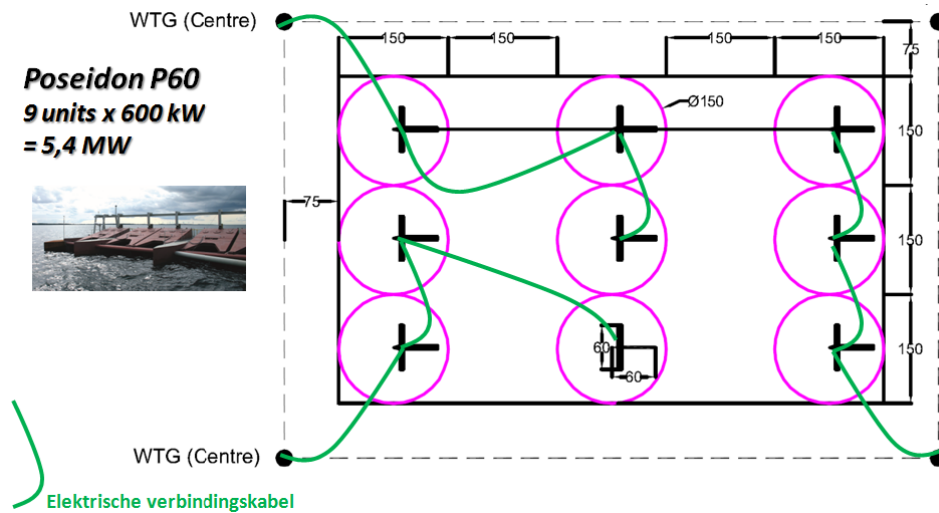 WTG (Centre)
150
150
150
150
75
Poseidon P60
9 units x 600 kW
= 5,4 MW
Ø150
150
75
150
60
60
150
WTG (Centre)
Elektrische verbindingskabel